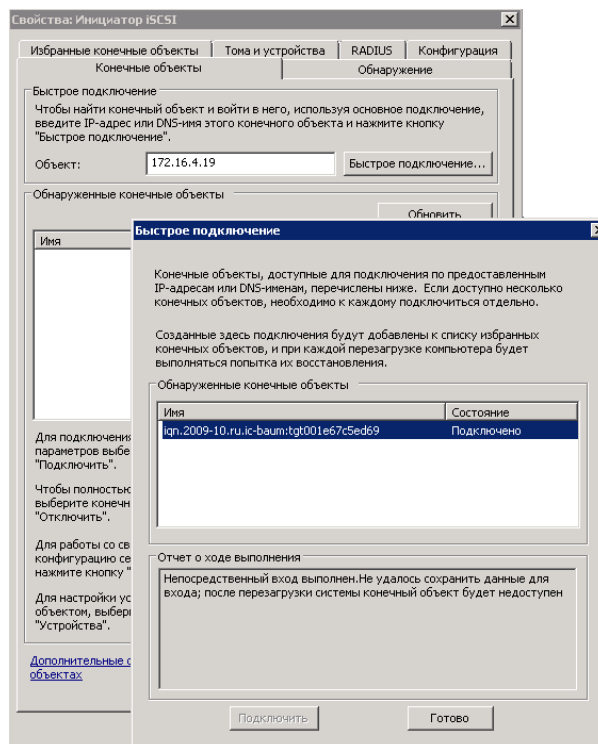 Свойства: Инициатор iSCSI
Избранные конечные объекты
Тома и устройства
RADIUS
Конфигурация
Конечные объекты
Обнаружение
Быстрое подключение
Чтобы найти конечный объект и войти в него, используя основное подключение,
введите IP-адрес или DNS-имя этого конечного объекта и нажмите кнопку
"Быстрое подключение".
Объект:
172.16.4.19
Быстрое подключение...
Обнаруженные конечные объекты
Обновить
Имя
Для подключения
параметров выбе
"Подключить".
Чтобы полностью
выберите конечн
"Отключить".
Для работы со св
конфигурацию се
нажмите кнопку "
Для настройки ус
объектом, выбер
"Устройства".
Дополнительные с
объектах
Быстрое подключение
Конечные объекты, доступные для подключения по предоставленным
IP-адресам или DNS-именам, перечислены ниже. Если доступно несколько
конечных объектов, необходимо к каждому подключиться отдельно.
Созданные здесь подключения будут добавлены к списку избранных
конечных объектов, и при каждой перезагрузке компьютера будет
выполняться попытка их восстановления.
Обнаруженные конечные объекты
Имя
Состояние
iqn.2009-10.ru.ic-baum:tgt001e67c5ed69
Подключено
Отчет о ходе выполнения
Непосредственный вход выполнен.Не удалось сохранить данные для
входа; после перезагрузки системы конечный объект будет недоступен
Подключить
Готово